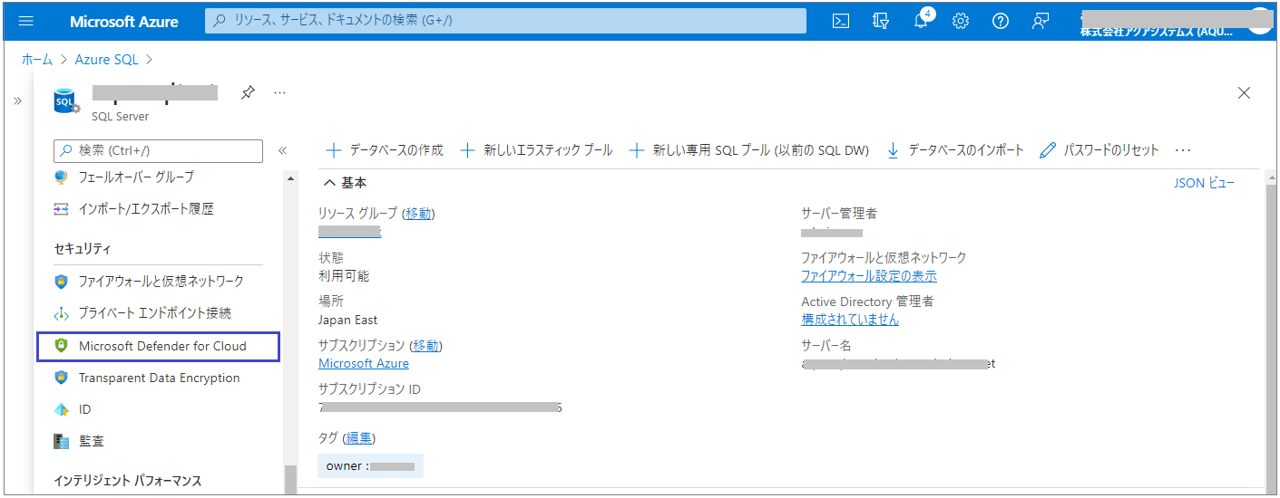 Microsoft Azure
リソース、サービス、ドキュメントの検索 (G+/)
4
株式会社アクアシステムズ (AQU...
ホーム > Azure SQL >
»
SQL
...
SQL Server
検索 (Ctrl+/)
«
フェールオーバー グループ
インポート/エクスポート履歴
セキュリティ
ファイアウォールと仮想ネットワーク
プライベート エンドポイント接続
Microsoft Defender for Cloud
Transparent Data Encryption
ID
監査
インテリジェント パフォーマンス
データベースの作成
新しいエラスティック プール
新しい専用 SQL プール (以前の SQL DW)
データベースのインポート
パスワードのリセット
...
基本
JSON ビュー
リソース グループ (移動)
状態
利用可能
場所
Japan East
サブスクリプション (移動)
Microsoft Azure
サブスクリプション ID
タグ (編集)
owner :
サーバー管理者
ファイアウォールと仮想ネットワーク
ファイアウォール設定の表示
Active Directory 管理者
構成されていません
サーバー名